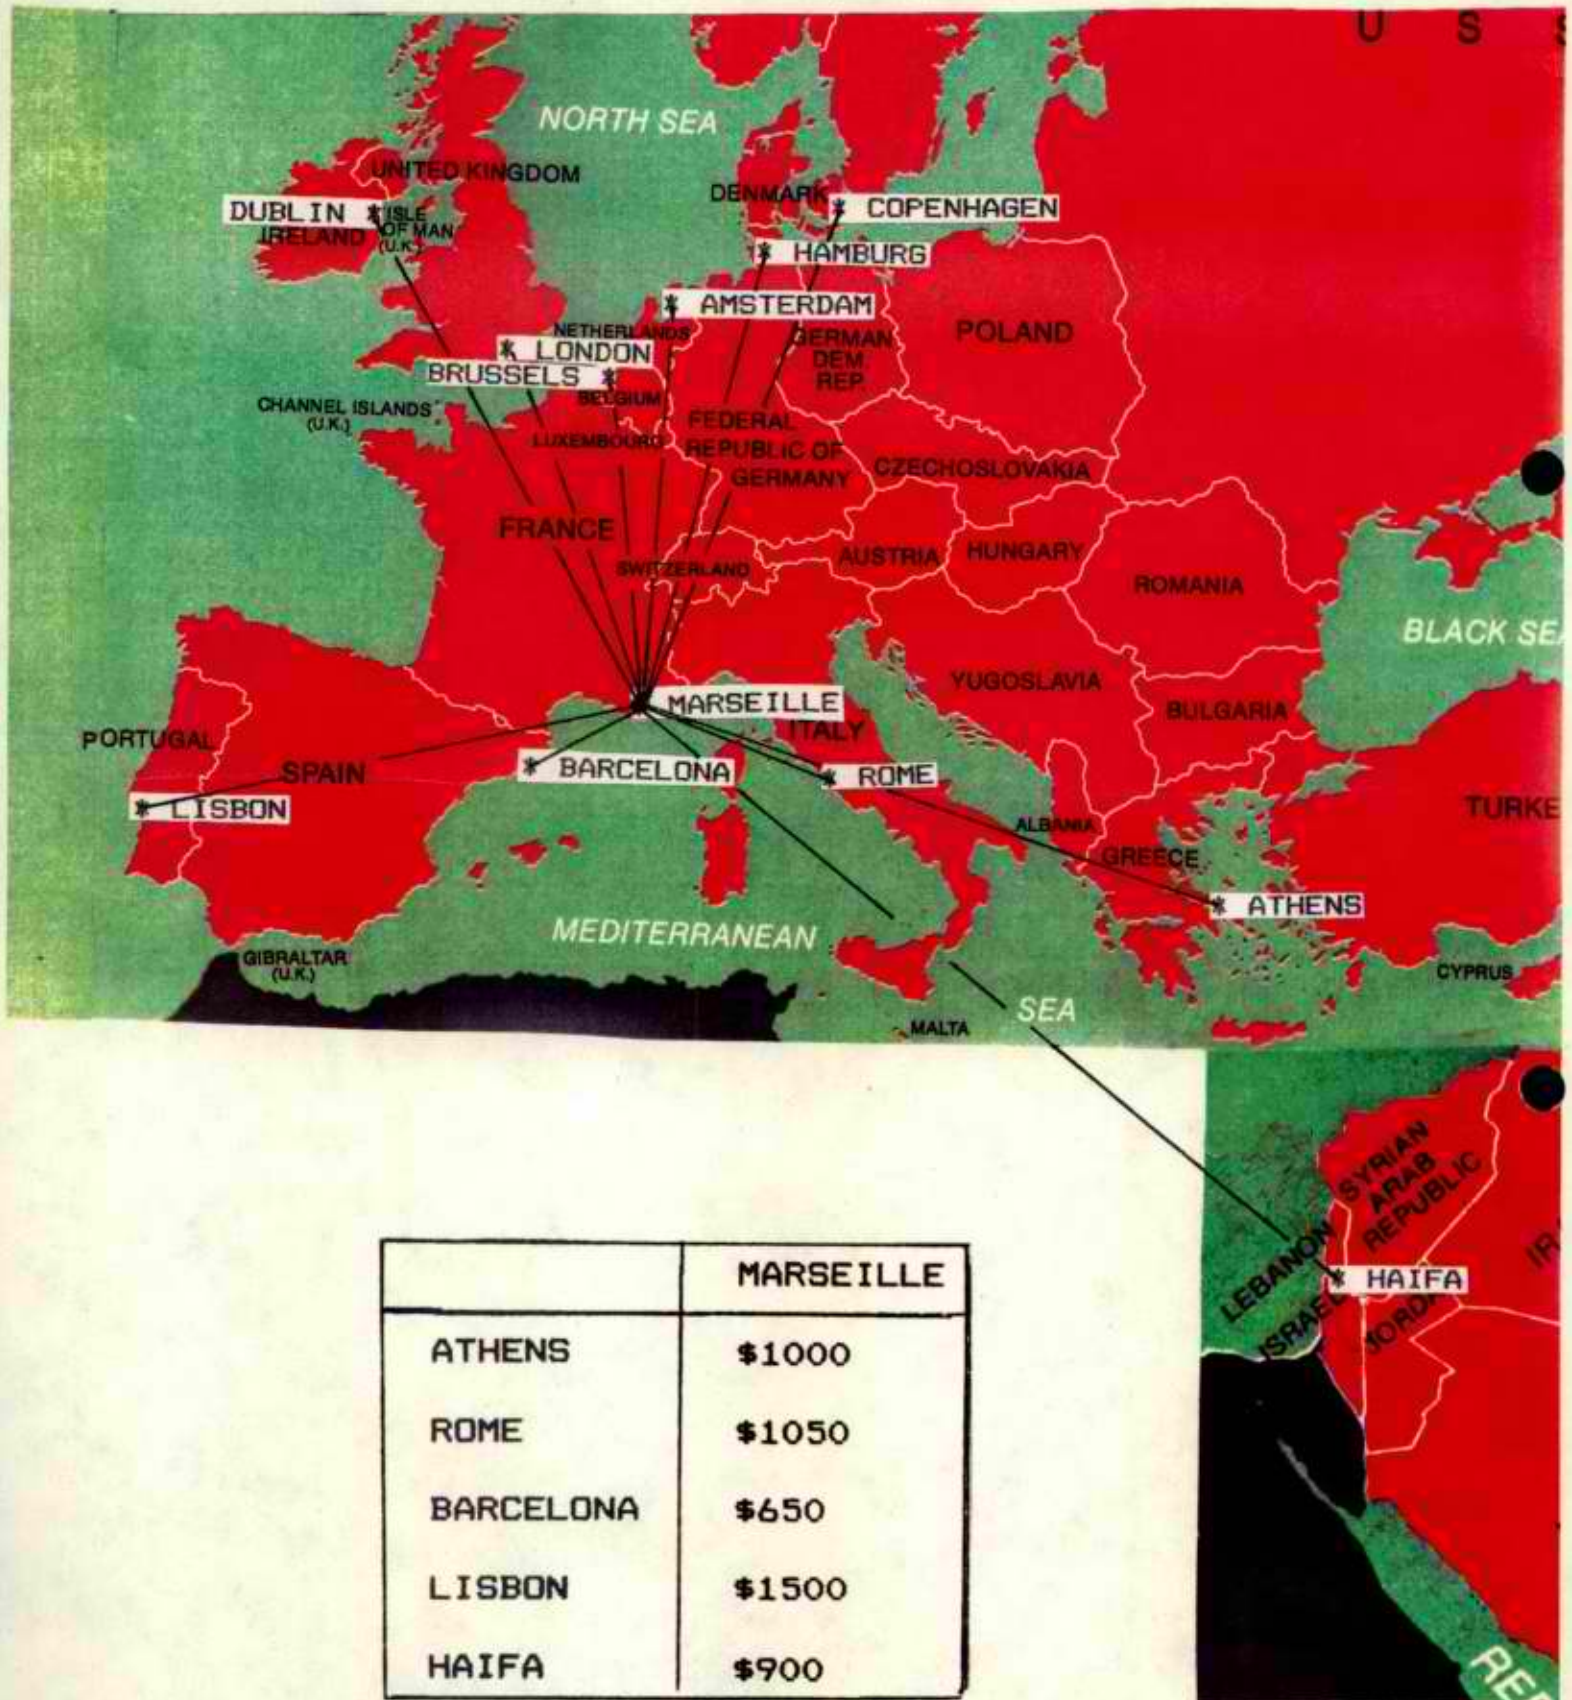 U S S
NORTH SEA
UNITED KINGDOM
DENMARK
DUBLIN *
ISLE
OF MAN
(U.K.)
IRELAND
* COPENHAGEN
* HAMBURG
* AMSTERDAM
NETHERLANDS
GERMAN
DEM
REP
POLAND
* LONDON
BRUSSELS *
BELGIUM
CHANNEL ISLANDS
(U.K.)
LUXEMBOURG
FEDERAL
REPUBLIC OF
GERMANY
CZECHOSLOVAKIA
FRANCE
SWITZERLAND
AUSTRIA
HUNGARY
ROMANIA
BLACK SEA
YUGOSLAVIA
BULGARIA
MARSEILLE
ITALY
PORTUGAL
SPAIN
* BARCELONA
* ROME
* LISBON
TURKE
ALBANIA
GREECE
* ATHENS
MEDITERRANEAN
SEA
GIBRALTAR
(U.K.)
CYPRUS
MALTA
SYRIAN
ARAB
REPUBLIC
LEBANON
IR
* HAIFA
ISRAEL
JORDA
RED
MARSEILLE
ATHENS $1000
ROME $1050
BARCELONA $650
LISBON $1500
HAIFA $900